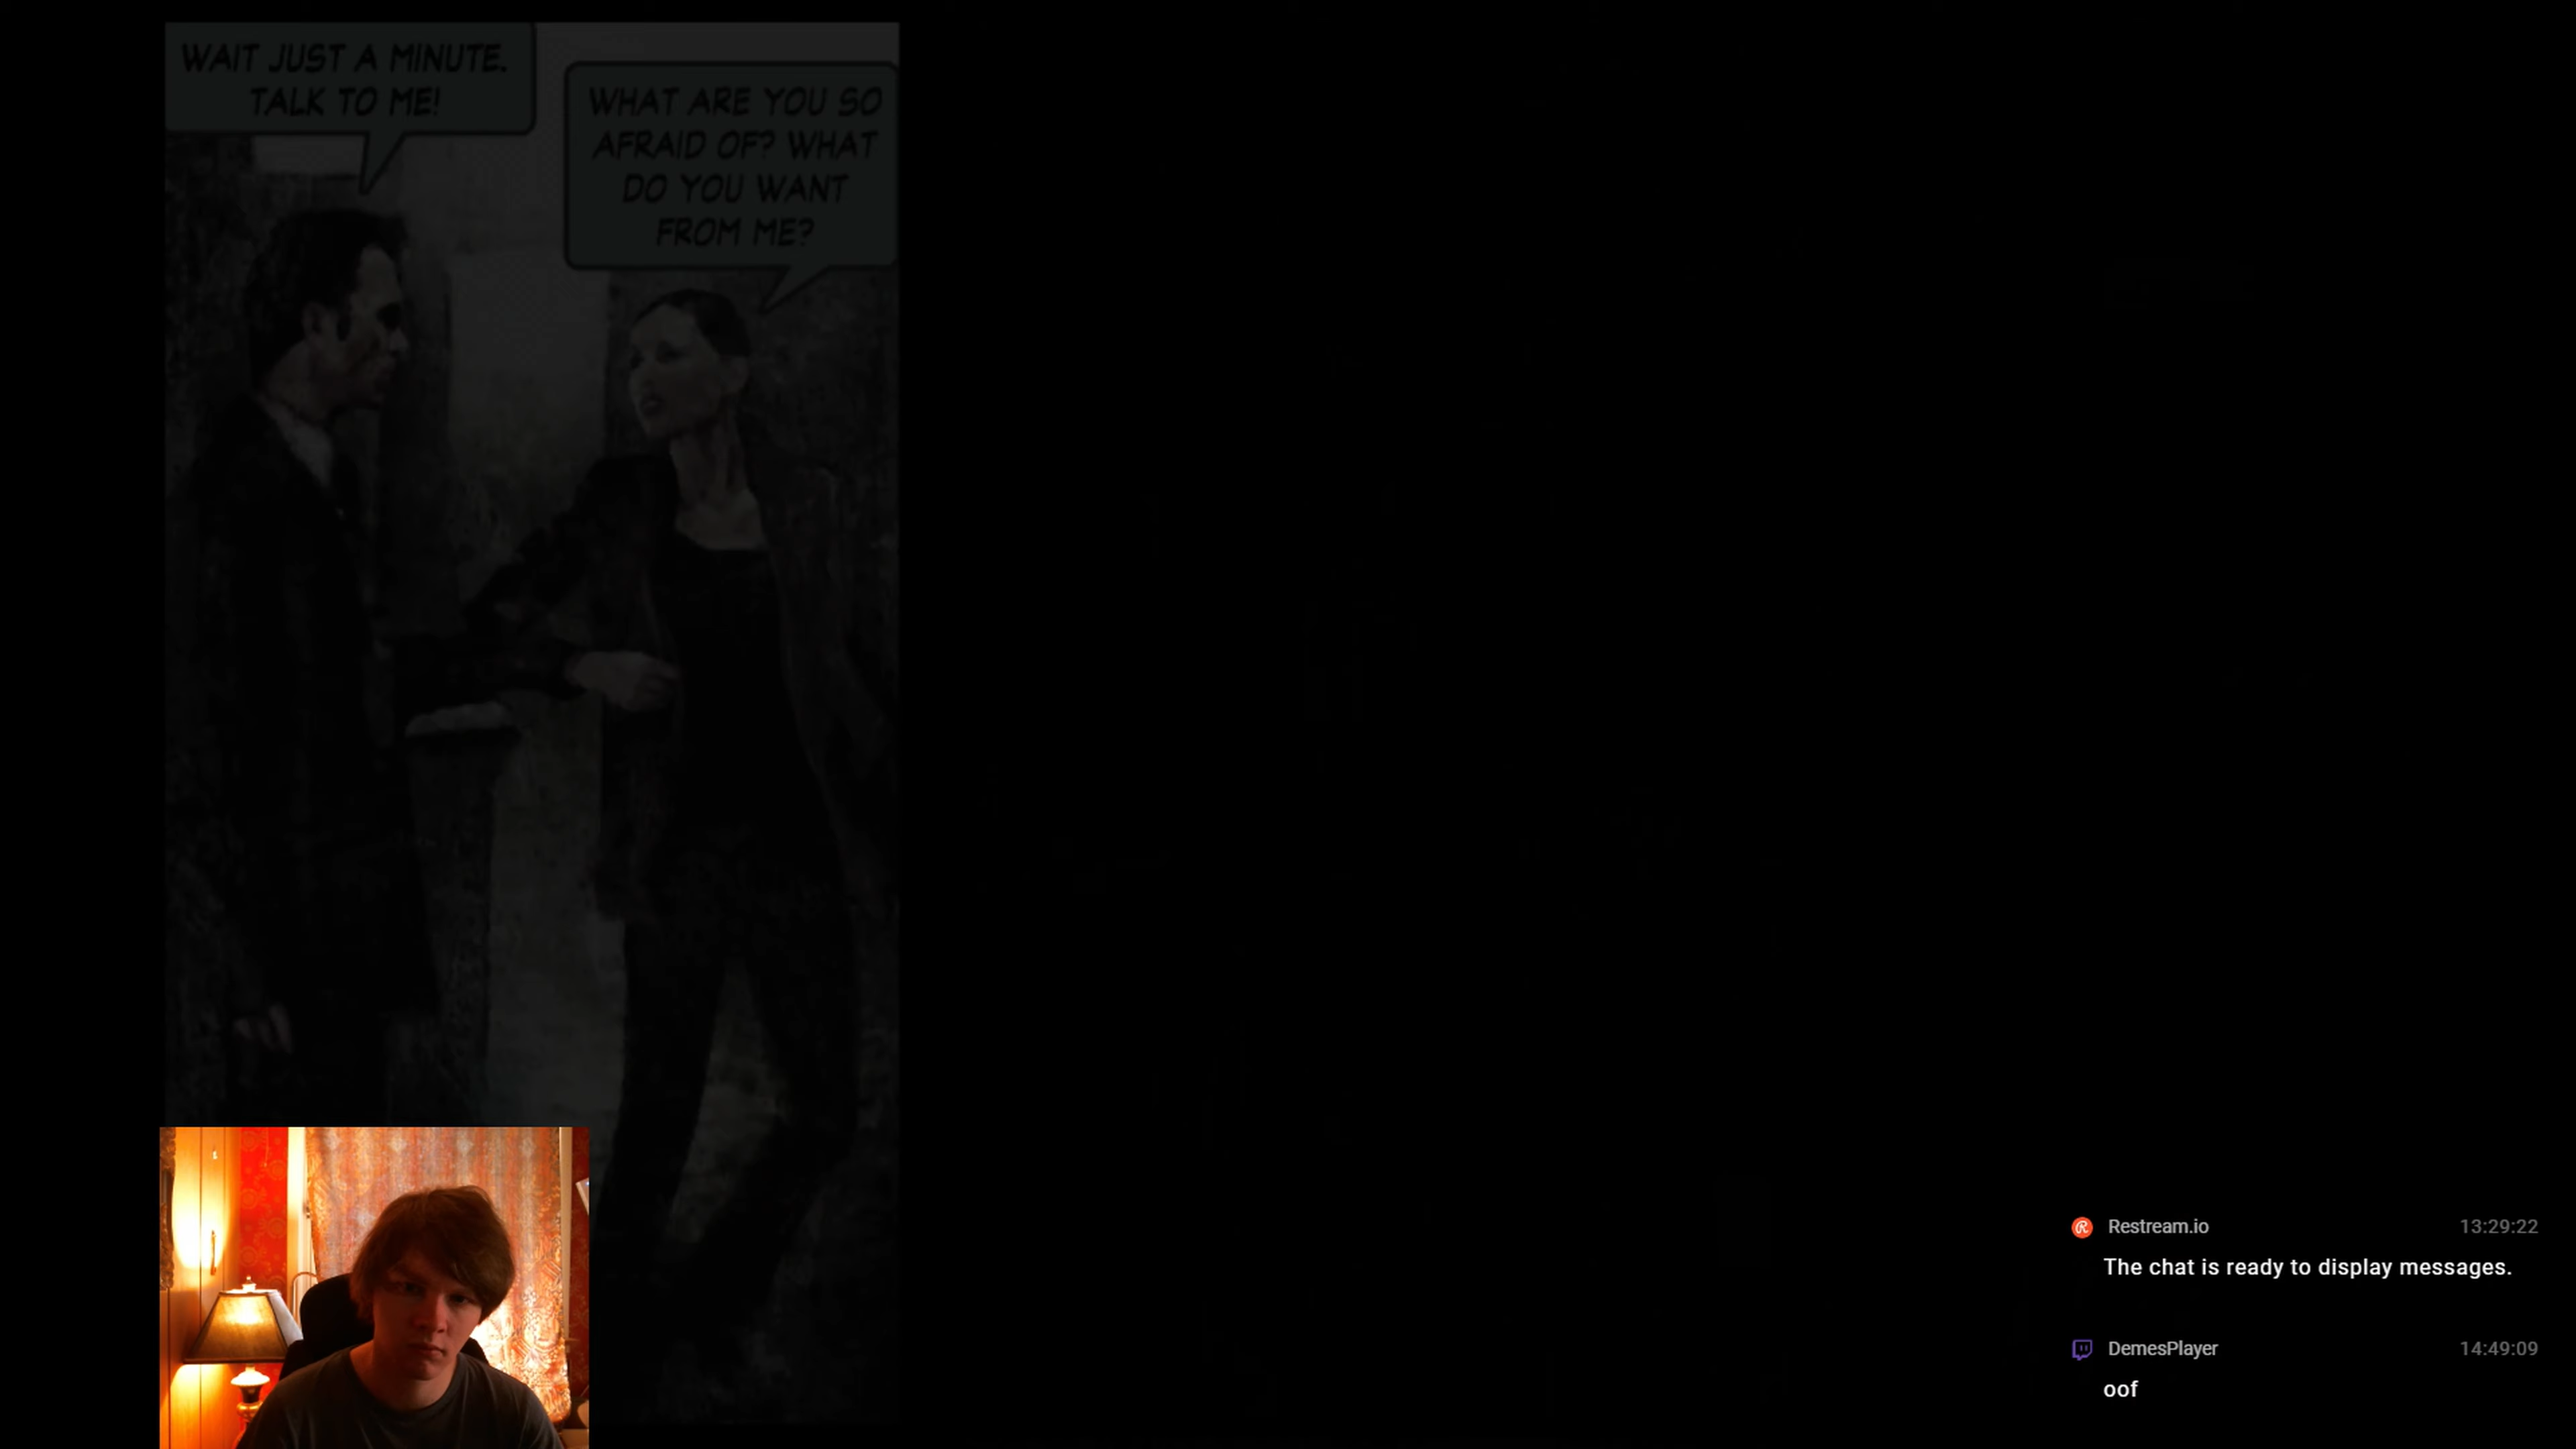 WAIT JUST A MINUTE.
TALK TO ME!
WHAT ARE YOU SO
AFRAID OF? WHAT
DO YOU WANT
FROM ME?
Restream.io 13:29:22
The chat is ready to display messages.
DemesPlayer 14:49:09
oof